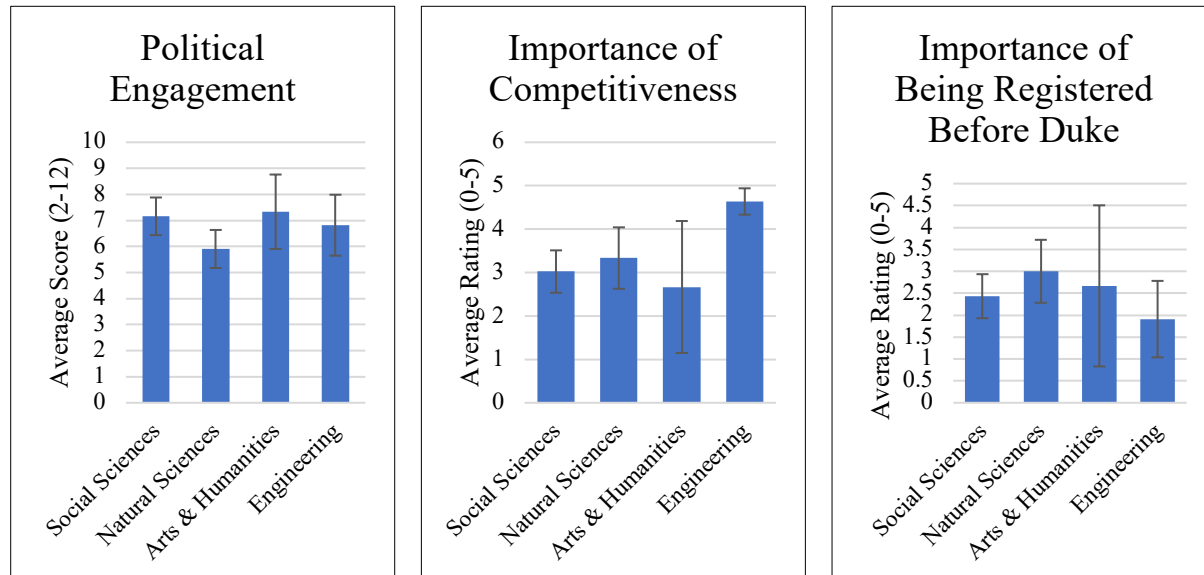 Political
Engagement
Average Score (2-12)
10
9
8
7
6
5
4
3
2
1
0
Social Sciences
Natural Sciences
Arts & Humanities
Engineering
Importance of
Competitiveness
Average Rating (0-5)
6
5
4
3
2
1
0
Social Sciences
Natural Sciences
Arts & Humanities
Engineering
Importance of
Being Registered
Before Duke
Average Rating (0-5)
5
4.5
4
3.5
3
2.5
2
1.5
1
0.5
0
Social Sciences
Natural Sciences
Arts & Humanities
Engineering